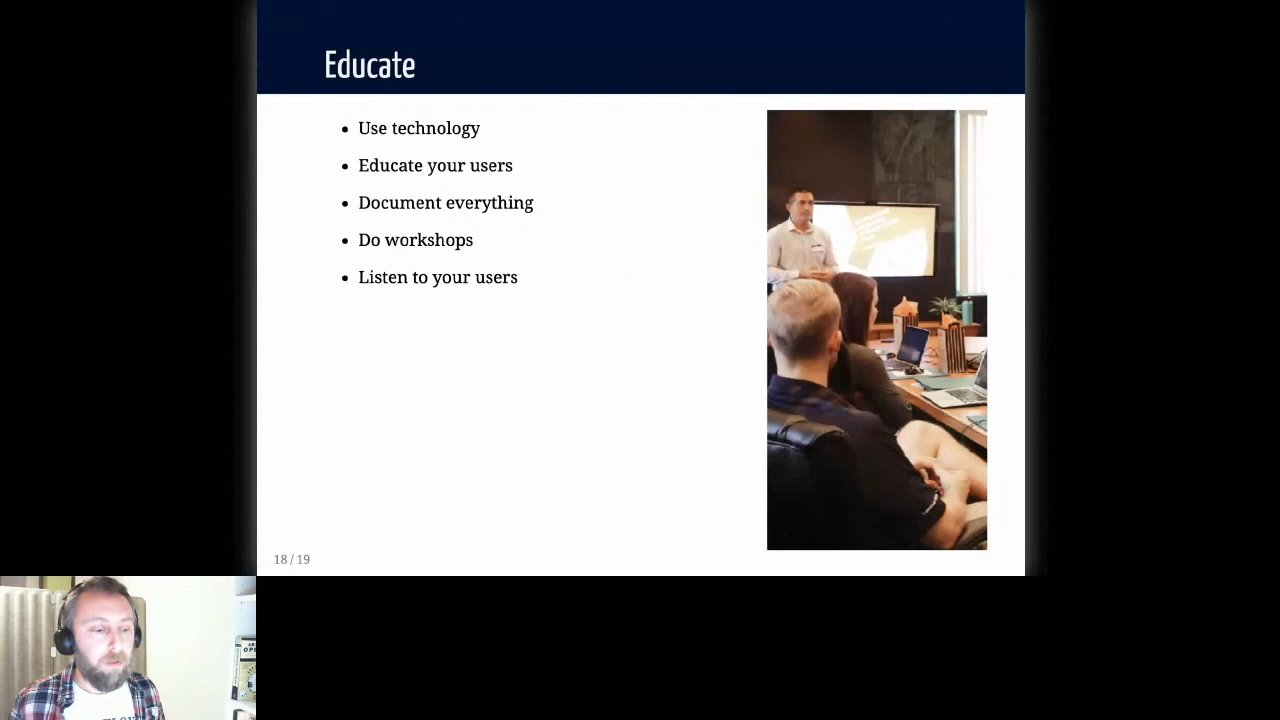 Educate
Use technology
Educate your users
Document everything
Do workshops
Listen to your users
18 / 19